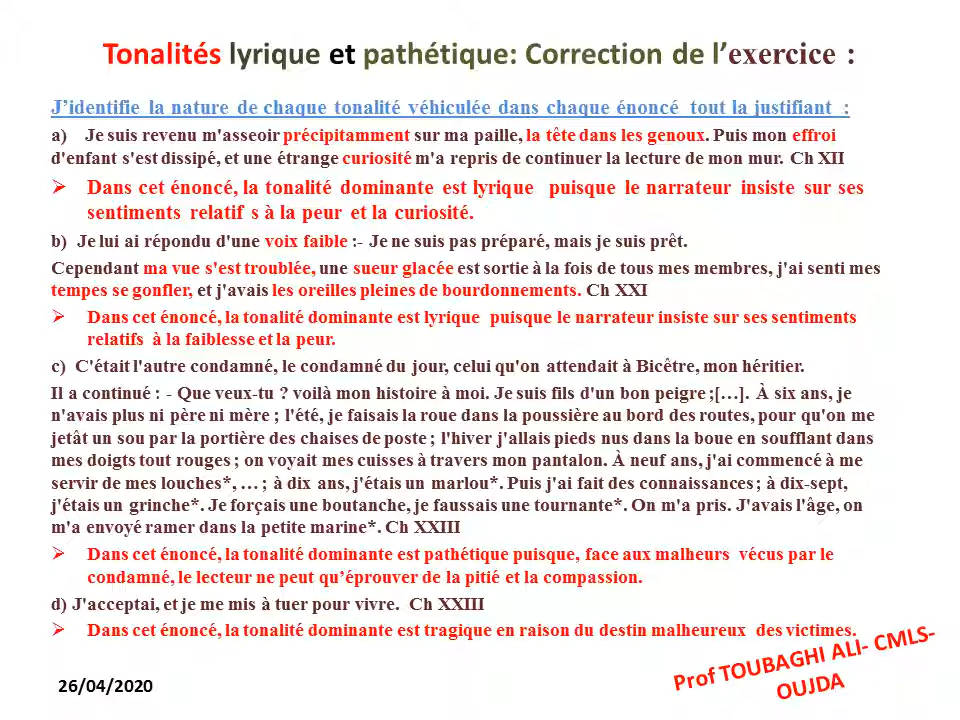 Tonalités lyrique et pathétique: Correction de l’exercice :
J’identifie la nature de chaque tonalité véhiculée dans chaque énoncé tout la justifiant :
a) Je suis revenu m'asseoir précipitamment sur ma paille, la tête dans les genoux. Puis mon effroi
d'enfant s'est dissipé, et une étrange curiosité m'a repris de continuer la lecture de mon mur. Ch XII
➢ Dans cet énoncé, la tonalité dominante est lyrique puisque le narrateur insiste sur ses
sentiments relatif s à la peur et la curiosité.
b) Je lui ai répondu d'une voix faible :- Je ne suis pas préparé, mais je suis prêt.
Cependant ma vue s'est troublée, une sueur glacée est sortie à la fois de tous mes membres, j'ai senti mes
tempes se gonfler, et j'avais les oreilles pleines de bourdonnements. Ch XXI
➢ Dans cet énoncé, la tonalité dominante est lyrique puisque le narrateur insiste sur ses sentiments
relatifs à la faiblesse et la peur.
c) C'était l'autre condamné, le condamné du jour, celui qu'on attendait à Bicêtre, mon héritier.
Il a continué : - Que veux-tu ? voilà mon histoire à moi. Je suis fils d'un bon peigre ;[…]. À six ans, je
n'avais plus ni père ni mère ; l'été, je faisais la roue dans la poussière au bord des routes, pour qu'on me
jetât un sou par la portière des chaises de poste ; l'hiver j'allais pieds nus dans la boue en soufflant dans
mes doigts tout rouges ; on voyait mes cuisses à travers mon pantalon. À neuf ans, j'ai commencé à me
servir de mes louches*, … ; à dix ans, j'étais un marlou*. Puis j'ai fait des connaissances ; à dix-sept,
j'étais un grinche*. Je forçais une boutanche, je faussais une tournante*. On m'a pris. J'avais l'âge, on
m'a envoyé ramer dans la petite marine*. Ch XXIII
➢ Dans cet énoncé, la tonalité dominante est pathétique puisque, face aux malheurs vécus par le
condamné, le lecteur ne peut qu’éprouver de la pitié et la compassion.
d) J'acceptai, et je me mis à tuer pour vivre. Ch XXIII
➢ Dans cet énoncé, la tonalité dominante est tragique en raison du destin malheureux des victimes.
Prof TOUBAGHI ALI- CMLS-
OUJDA
26/04/2020